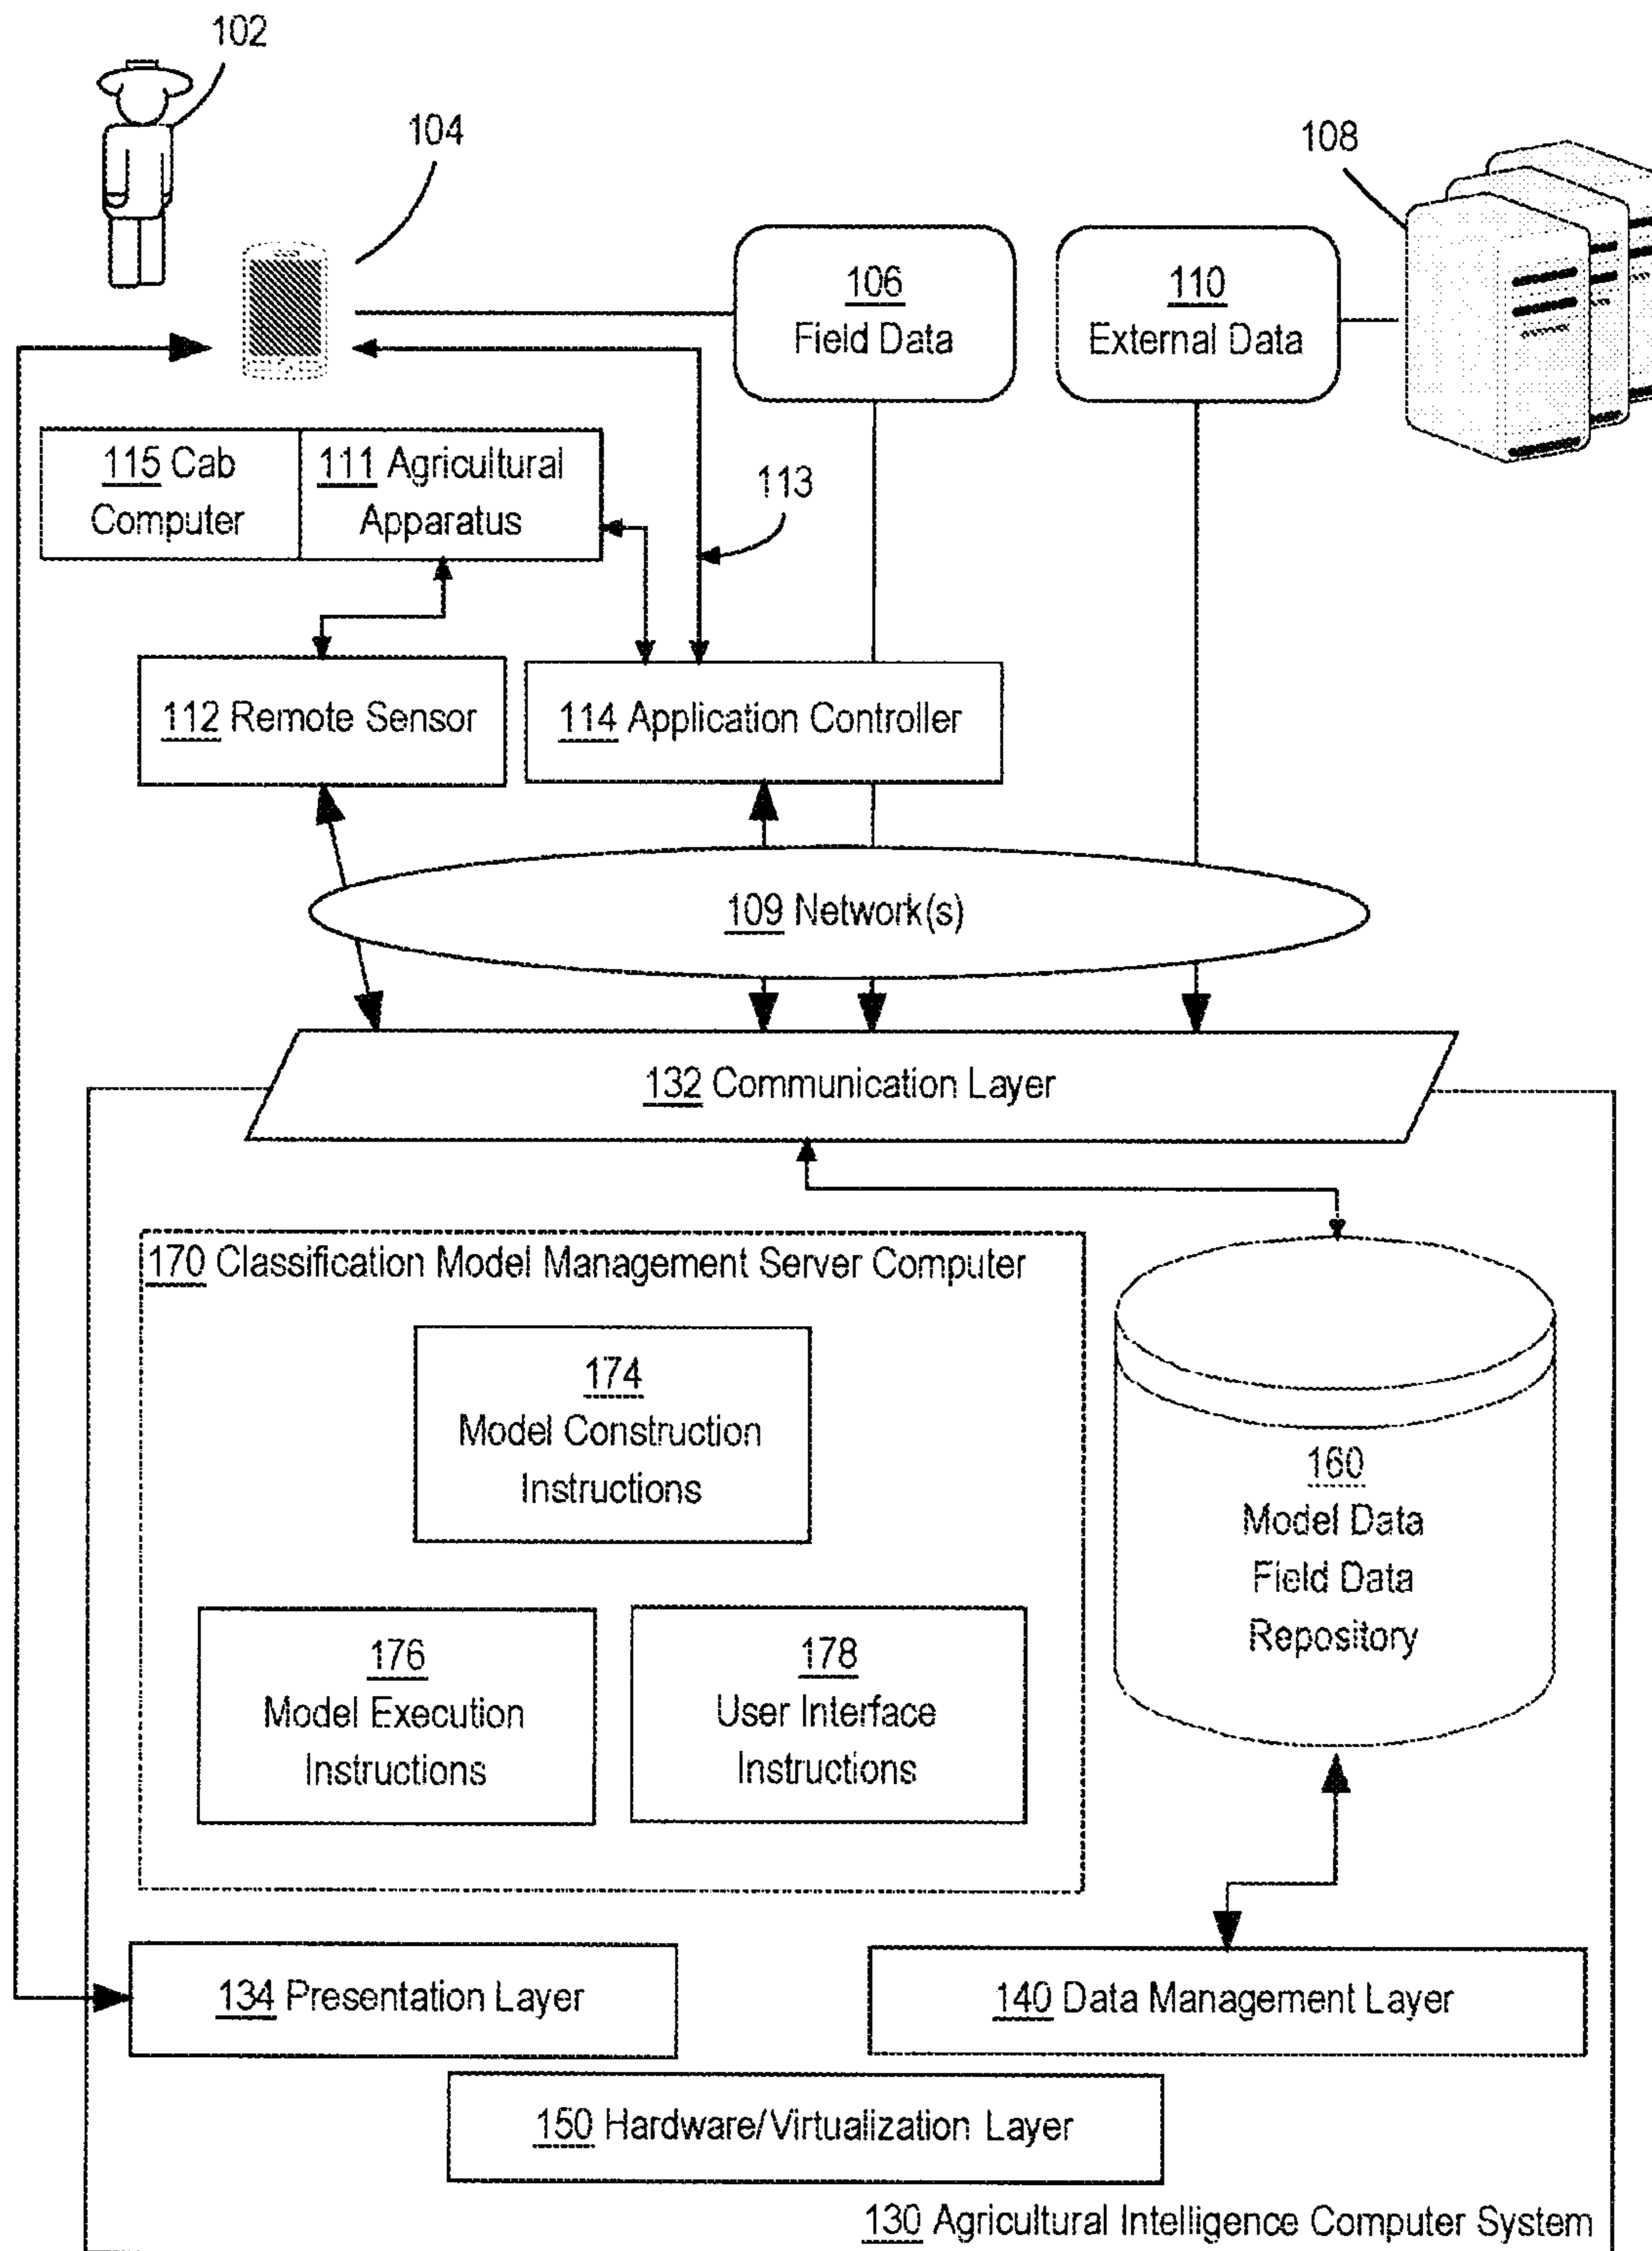 102
104
108
106
Field Data
110
External Data
115 Cab
Computer
111 Agricultural
Apparatus
113
112 Remote Sensor
114 Application Controller
109 Network(s)
132 Communication Layer
170 Classification Model Management Server Computer
174
Model Construction
Instructions
160
Model Data
Field Data
Repository
176
Model Execution
Instructions
178
User Interface
Instructions
134 Presentation Layer
140 Data Management Layer
150 Hardware/Virtualization Layer
130 Agricultural Intelligence Computer System